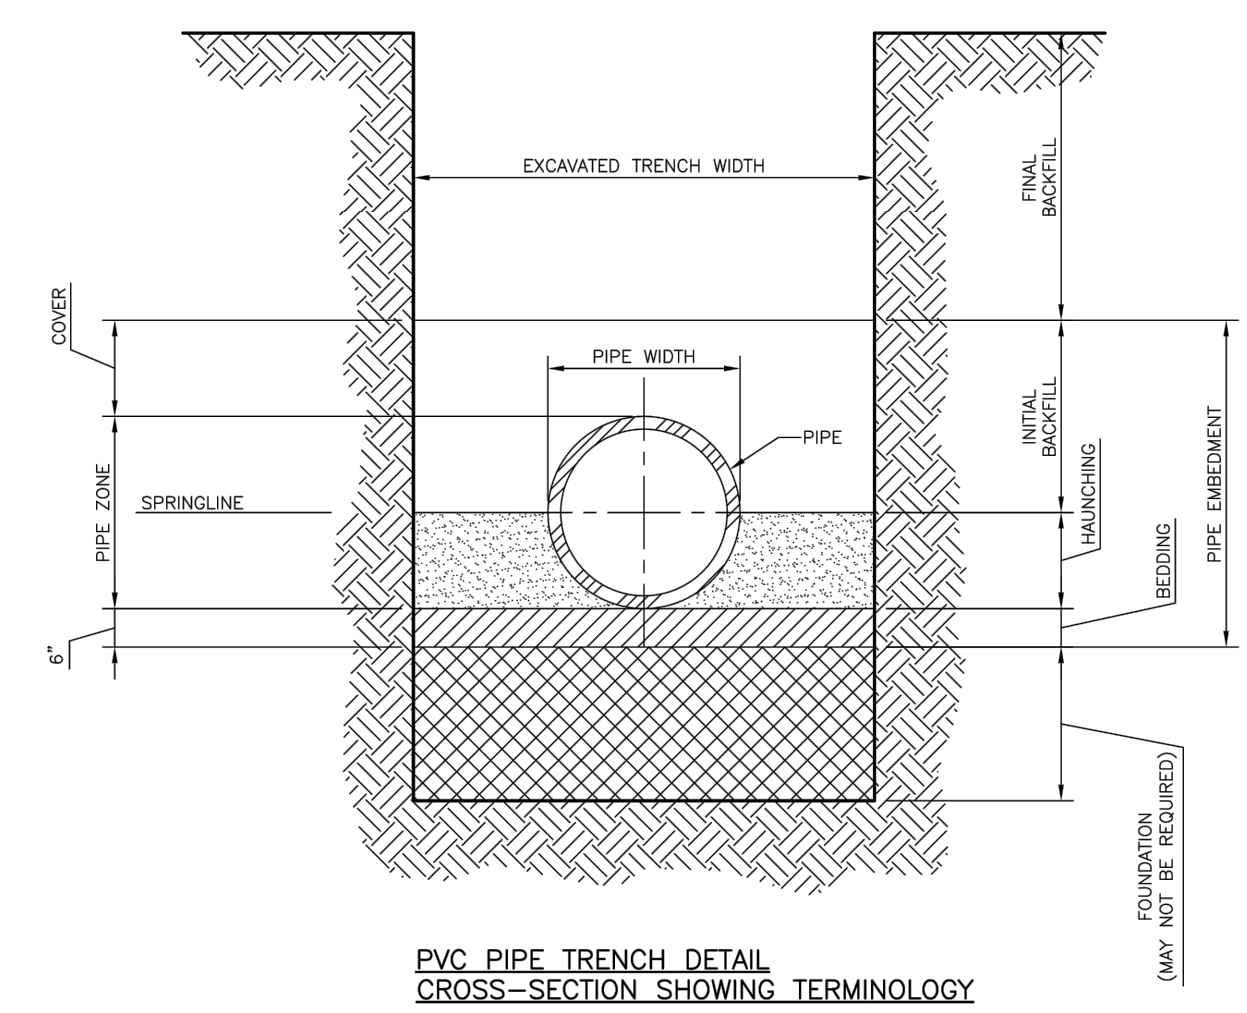 EXCAVATED TRENCH WIDTH
FINAL
BACKFILL
COVER
PIPE WIDTH
INITIAL
BACKFILL
PIPE
PIPE EMBEDMENT
HAUNCHING
PIPE ZONE
SPRINGLINE
BEDDING
6"
FOUNDATION
(MAY NOT BE REQUIRED)
PVC PIPE TRENCH DETAIL
CROSS-SECTION SHOWING TERMINOLOGY